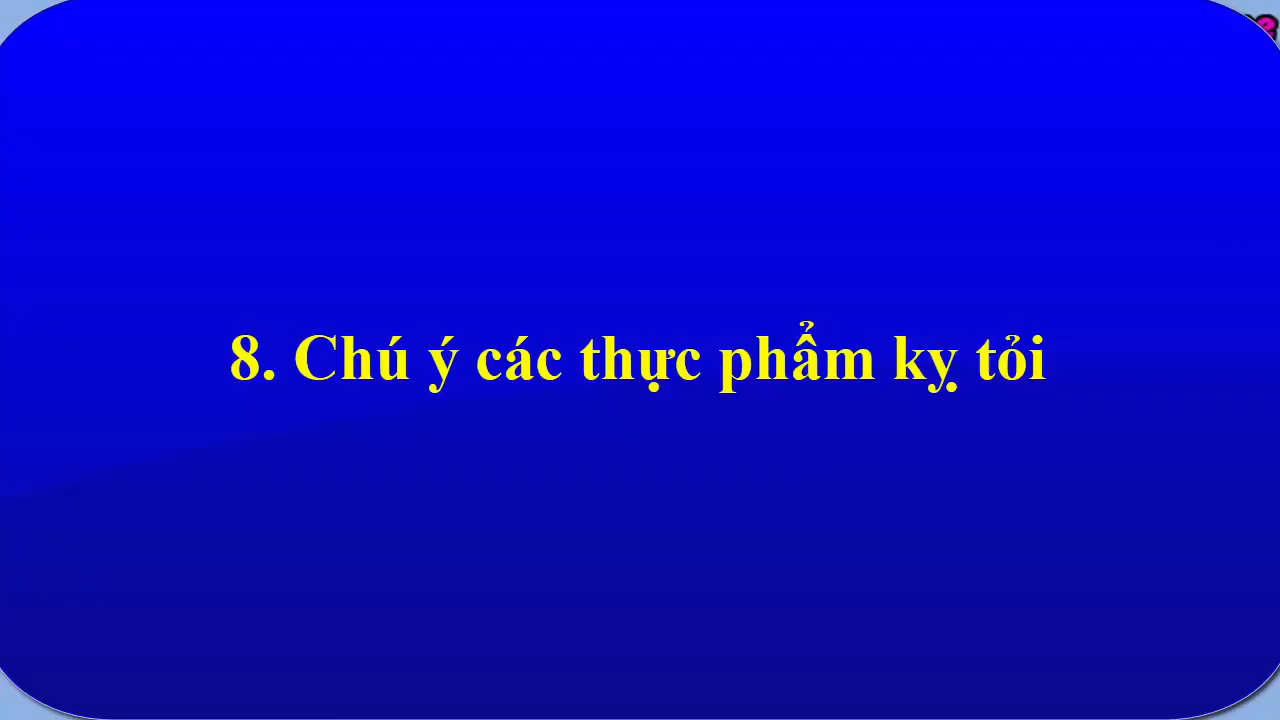 8. Chú ý các thực phẩm kỵ tỏi